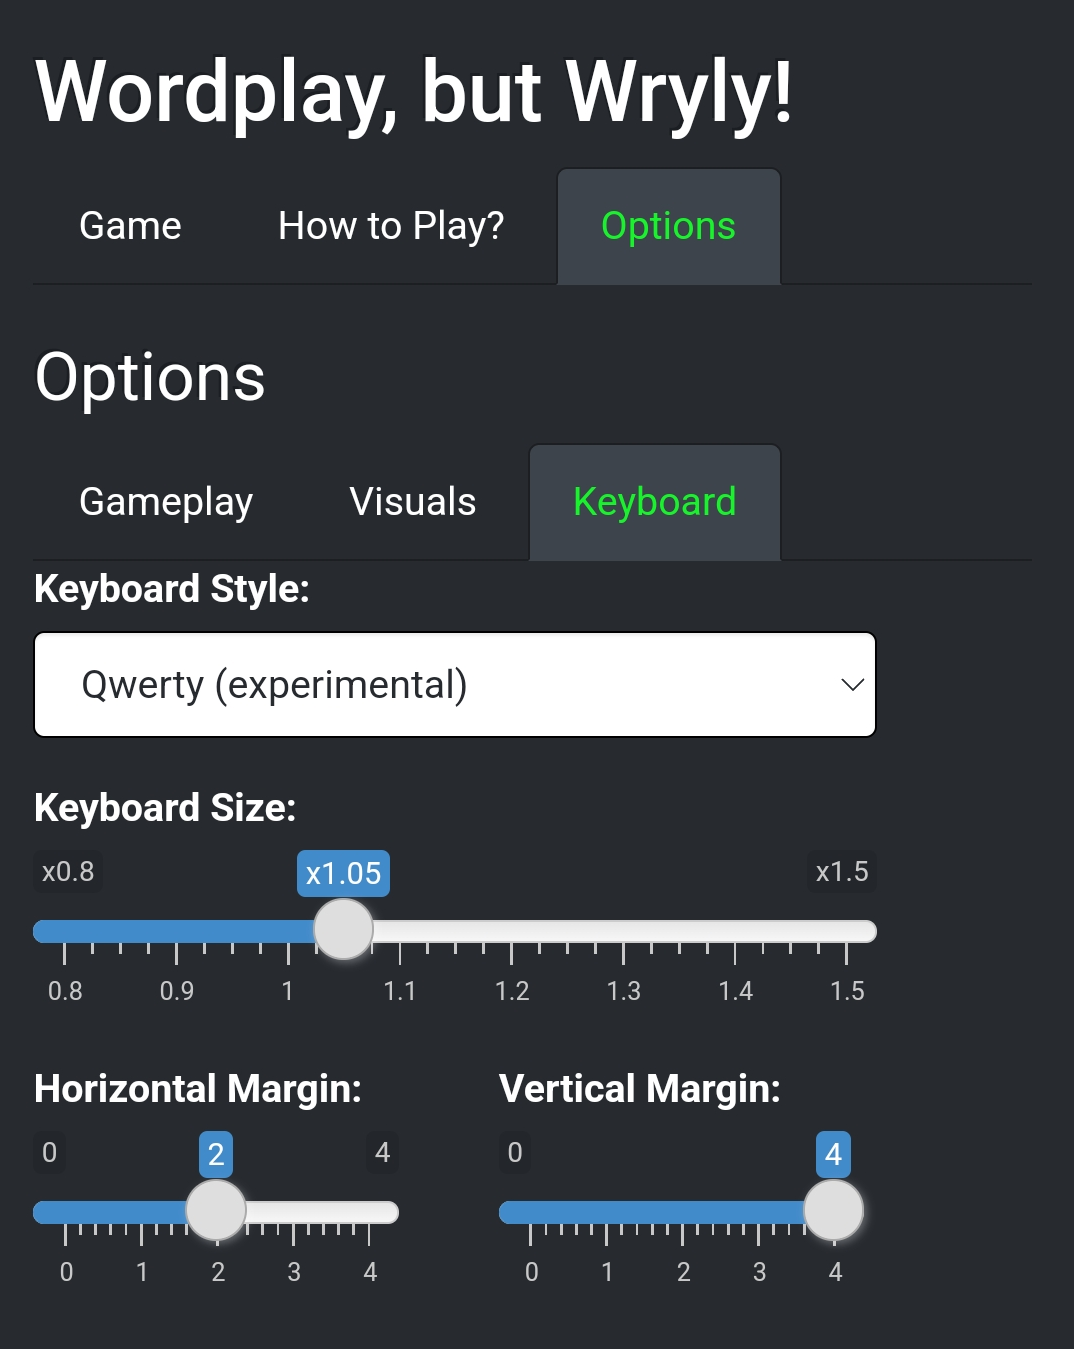 Wordplay, but Wryly!
Game How to Play? Options
Options
Gameplay Visuals Keyboard
Keyboard Style:
Qwerty (experimental)
Keyboard Size:
x0.8 x1.05 x1.5
0.8 0.9 1 1.1 1.2 1.3 1.4 1.5
Horizontal Margin:
0 2 4
0 1 2 3 4
Vertical Margin:
0 4
0 1 2 3 4